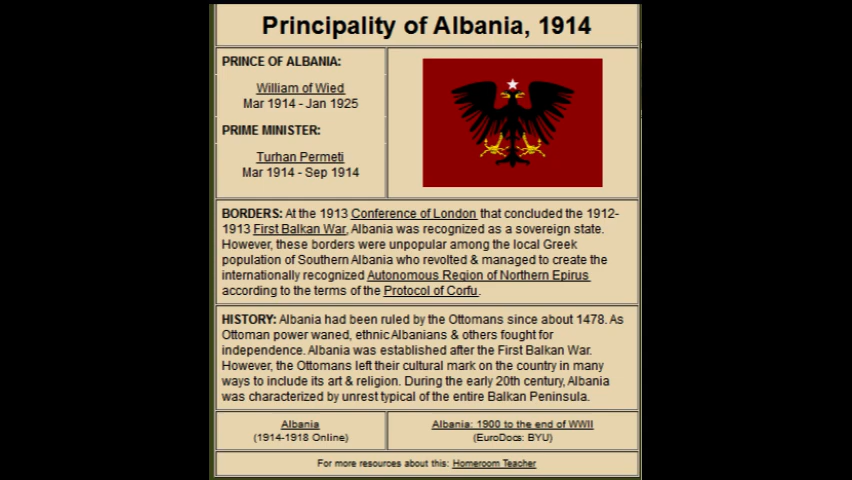 Principality of Albania, 1914
PRINCE OF ALBANIA:
William of Wied
Mar 1914 - Jan 1925
PRIME MINISTER:
Turhan Permeti
Mar 1914 - Sep 1914
BORDERS: At the 1913 Conference of London that concluded the 1912-
1913 First Balkan War, Albania was recognized as a sovereign state.
However, these borders were unpopular among the local Greek
population of Southern Albania who revolted & managed to create the
internationally recognized Autonomous Region of Northern Epirus
according to the terms of the Protocol of Corfu.
HISTORY: Albania had been ruled by the Ottomans since about 1478. As
Ottoman power waned, ethnic Albanians & others fought for
independence. Albania was established after the First Balkan War.
However, the Ottomans left their cultural mark on the country in many
ways to include its art & religion. During the early 20th century, Albania
was characterized by unrest typical of the entire Balkan Peninsula.
Albania
(1914-1918 Online)
Albania: 1900 to the end of WWII
(EuroDocs: BYU)
For more resources about this: Homeroom Teacher